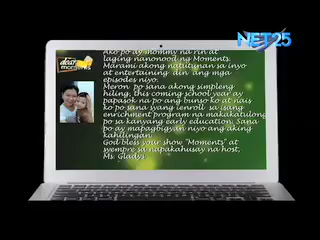 NET25
dear
moments
Ako po ay mommy na rin at
laging nanonood ng Moments.
Marami akong natutunan sa inyo
at entertaining din ang mga
episodes niyo.
Meron po sana akong simpleng
hiling, this coming school year ay
papasok na po ang bunso ko at nais
ko po sana syang ienroll sa isang
enrichment program na makakatulong
po sa kanyang early education. Sana
po ay mapagbigyan niyo ang aking
kahilingan.
God bless your show "Moments" at
syempre sa napakahusay na host,
Ms. Gladys.